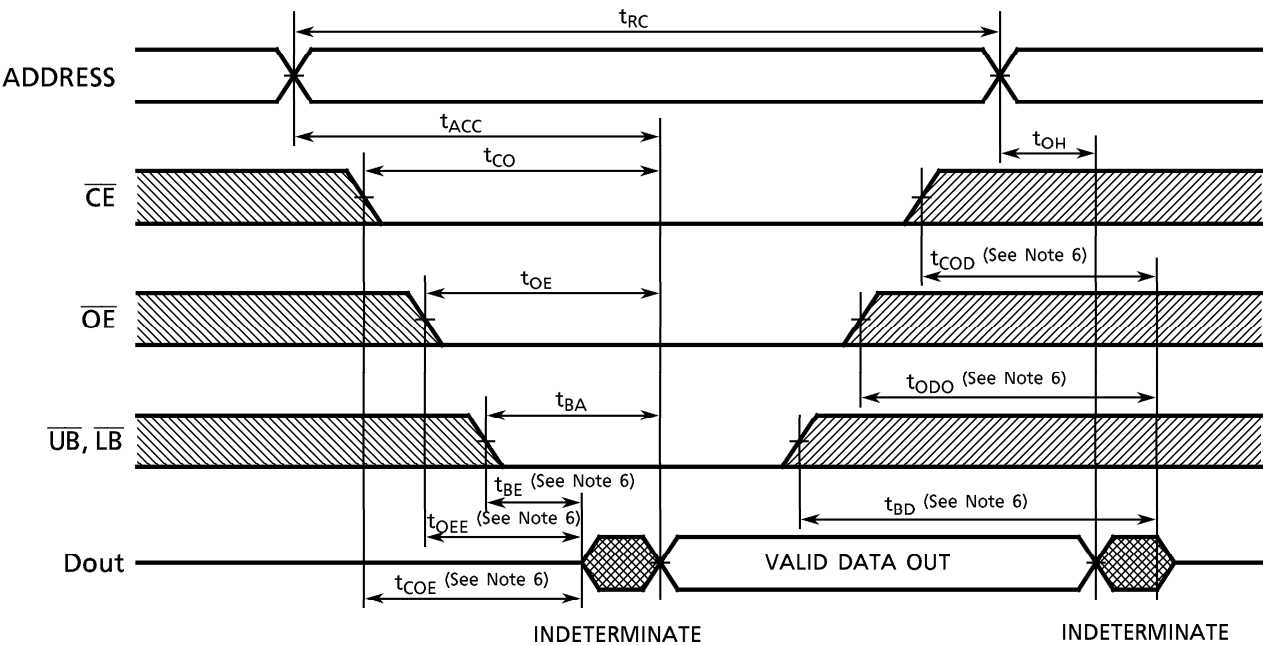 tRC
ADDRESS
tACC
tOH
tCO
CE
tCOD (See Note 6)
tOE
OE
tODO (See Note 6)
tBA
UB, LB
tBE (See Note 6)
tBD (See Note 6)
tOEE (See Note 6)
Dout
VALID DATA OUT
tCOE (See Note 6)
INDETERMINATE
INDETERMINATE